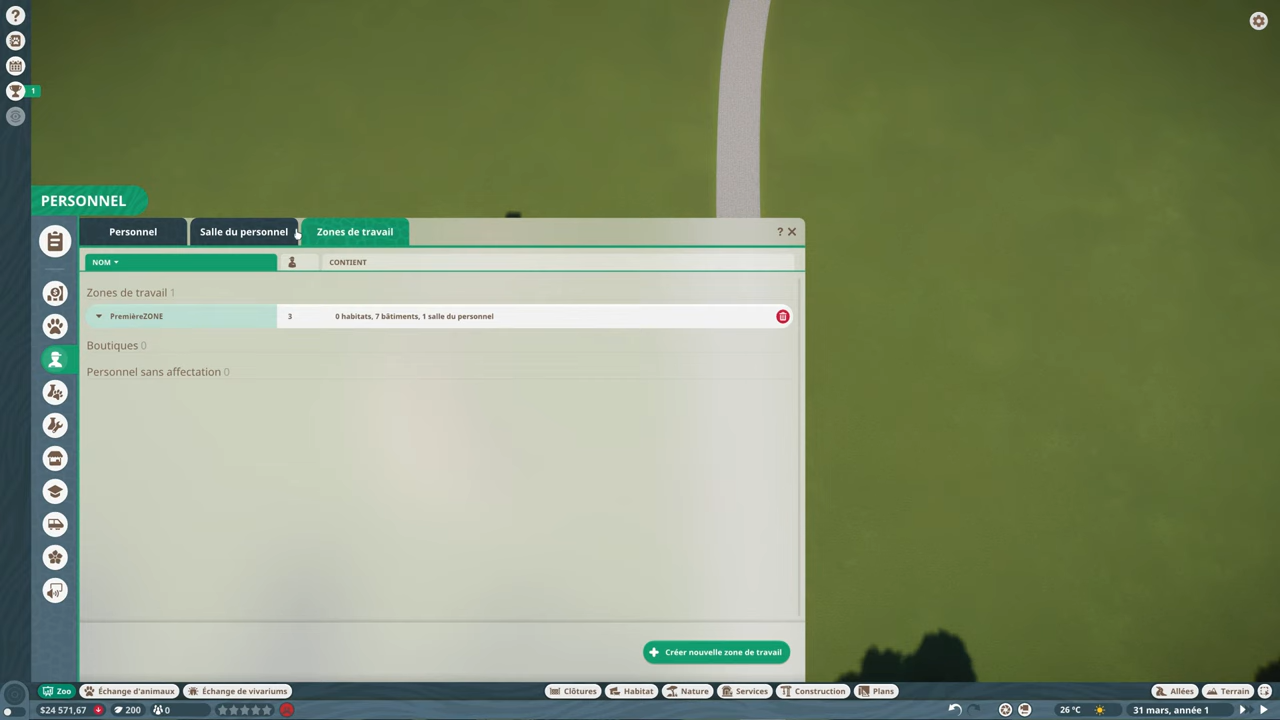 1
PERSONNEL
Personnel Salle du personnel Zones de travail ?
NOM CONTIENT
Zones de travail 1
PremièreZONE 3 0 habitats, 7 bâtiments, 1 salle du personnel
Boutiques 0
Personnel sans affectation 0
Créer nouvelle zone de travail
Zoo Échange d'animaux Échange de vivariums Clôtures Habitat Nature Services Construction Plans Allées Terrain
$24 571,67 200 0 26 °C 31 mars, année 1